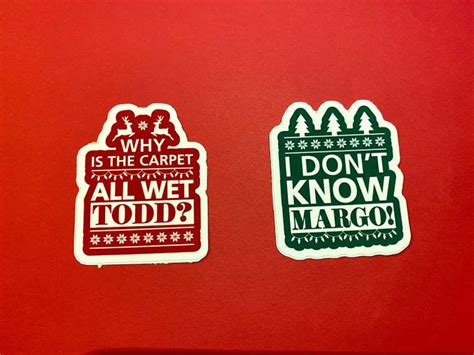 WHY
IS THE CARPET
ALL WET
TODD?
I DON'T
KNOW
MARGO!